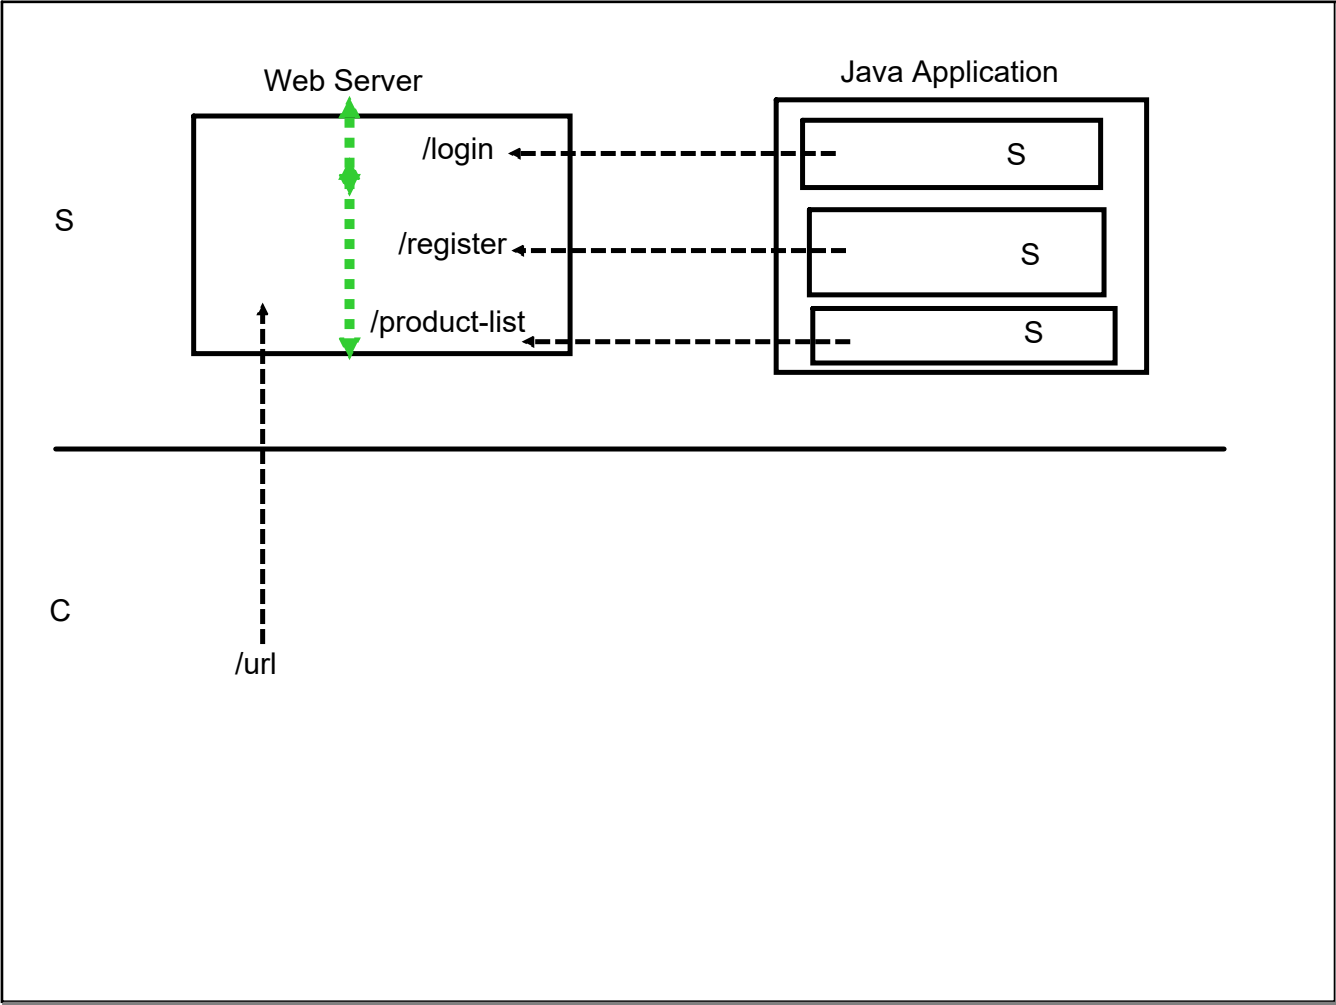 Web Server
Java Application
/login
S
S
/register
S
/product-list
S
C
/url